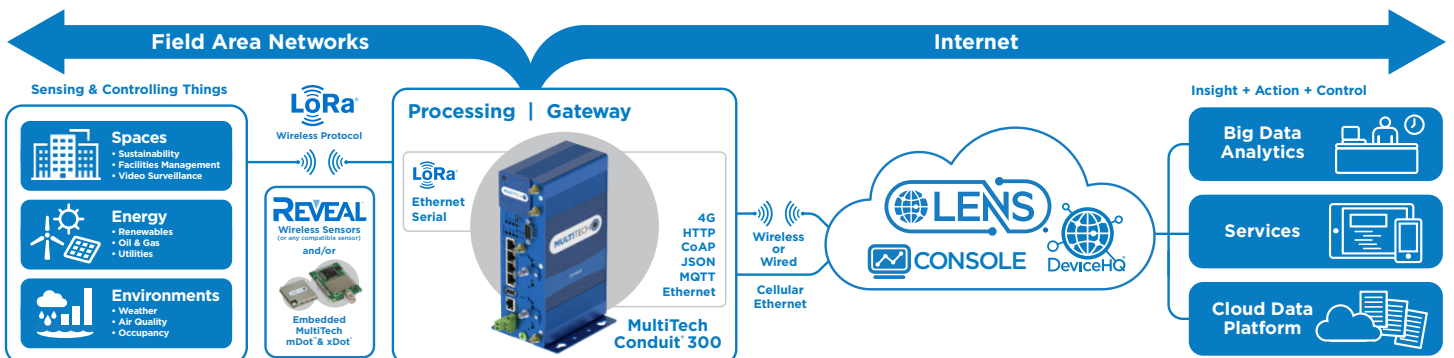 Field Area Networks
Internet
Sensing & Controlling Things
Spaces
• Sustainability
• Facilities Management
• Video Surveillance
Energy
• Renewables
• Oil & Gas
• Utilities
Environments
• Weather
• Air Quality
• Occupancy
LoRa®
Wireless Protocol
REVEAL™
Wireless Sensors
(or any compatible sensor)
and/or
Embedded
MultiTech
mDot™ & xDot®
Processing | Gateway
LoRa®
Ethernet
Serial
MULTITECH
MULTITECH
4G
HTTP
CoAP
JSON
MQTT
Ethernet
MultiTech
Conduit® 300
Wireless
or
Wired
Cellular
Ethernet
LENS®
CONSOLE
DeviceHQ®
Insight + Action + Control
Big Data
Analytics
Services
Cloud Data
Platform